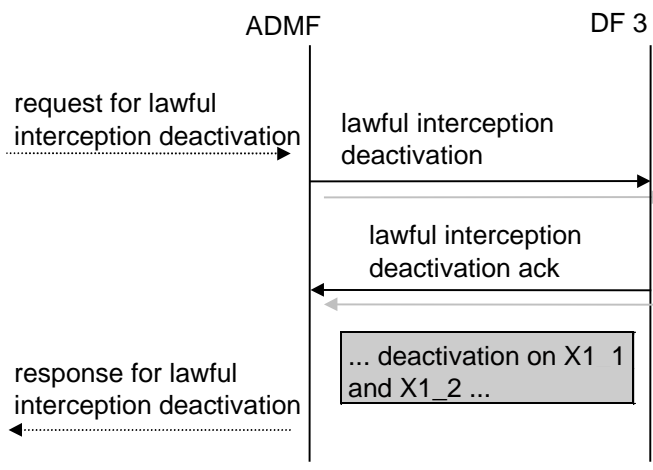 ADMF
DF 3
request for lawful
interception deactivation
lawful interception
deactivation
lawful interception
deactivation ack
... deactivation on X1 1
and X1_2 ...
response for lawful
interception deactivation